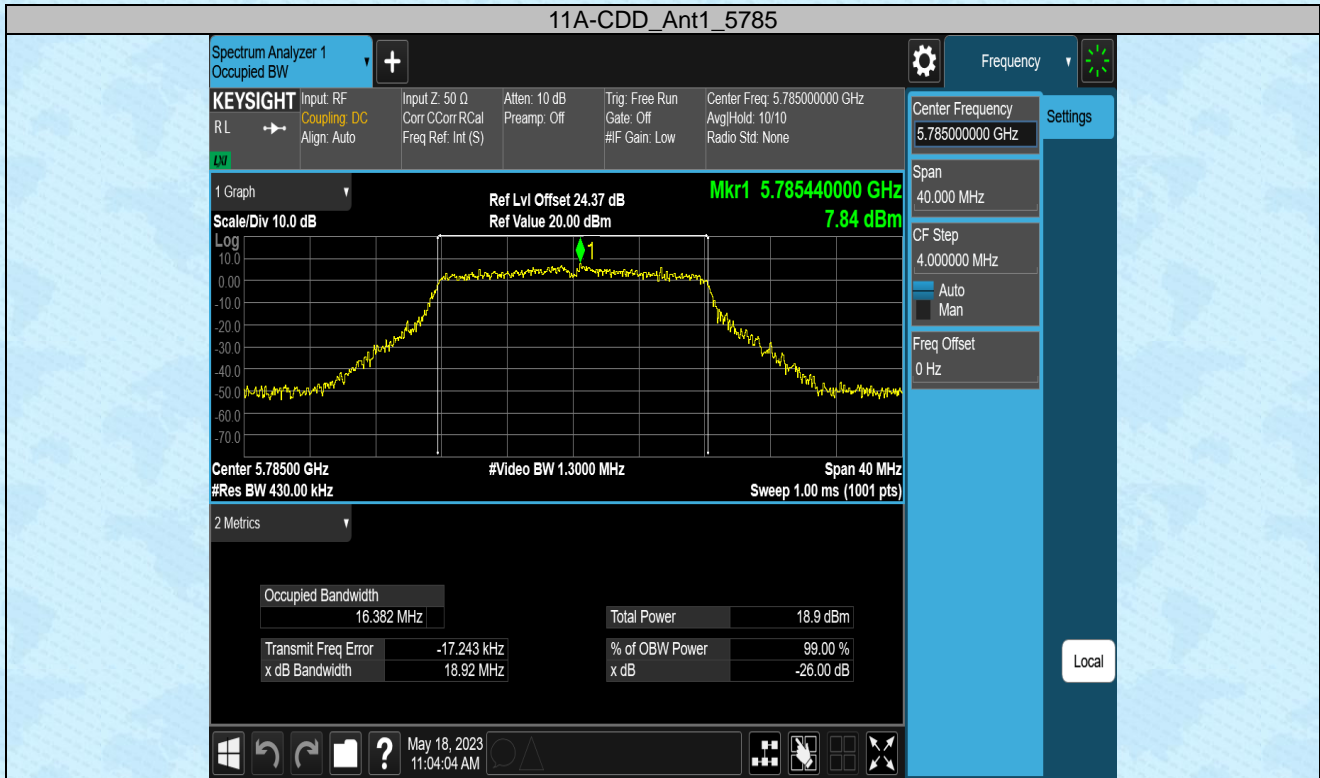 11A-CDD_Ant1_5785
Spectrum Analyzer 1
Occupied BW
+
Frequency
KEYSIGHT
R L
LXI
Input: RF
Coupling: DC
Align: Auto
Input Z: 50 Ω
Corr CCorr RCal
Freq Ref: Int (S)
Atten: 10 dB
Preamp: Off
Trig: Free Run
Gate: Off
#IF Gain: Low
Center Freq: 5.785000000 GHz
Avg|Hold: 10/10
Radio Std: None
Center Frequency
5.785000000 GHz
Settings
Span
40.000 MHz
CF Step
4.000000 MHz
Auto
Man
Freq Offset
0 Hz
Local
1 Graph
Scale/Div 10.0 dB
Ref Lvl Offset 24.37 dB
Ref Value 20.00 dBm
Mkr1 5.785440000 GHz
7.84 dBm
Log
10.0
0.00
-10.0
-20.0
-30.0
-40.0
-50.0
-60.0
-70.0
1
Center 5.78500 GHz
#Video BW 1.3000 MHz
Span 40 MHz
#Res BW 430.00 kHz
Sweep 1.00 ms (1001 pts)
2 Metrics
Occupied Bandwidth
16.382 MHz
Total Power 18.9 dBm
Transmit Freq Error -17.243 kHz
% of OBW Power 99.00 %
x dB Bandwidth 18.92 MHz
x dB -26.00 dB
?
May 18, 2023
11:04:04 AM